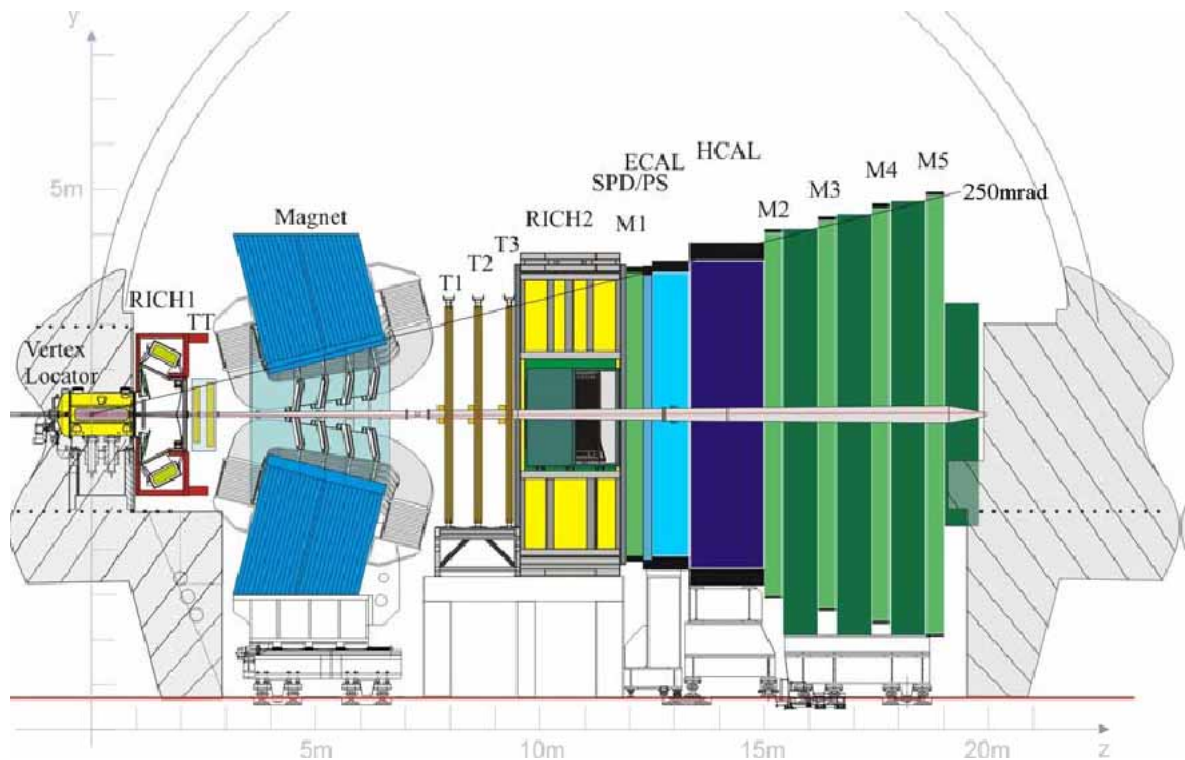 y
5m
HCAL
ECAL
SPD/PS
M5
M4
M3
250mrad
M2
M1
RICH2
Magnet
T3
T2
T1
RICH1
TT
Vertex
Locator
5m
10m
15m
20m
z